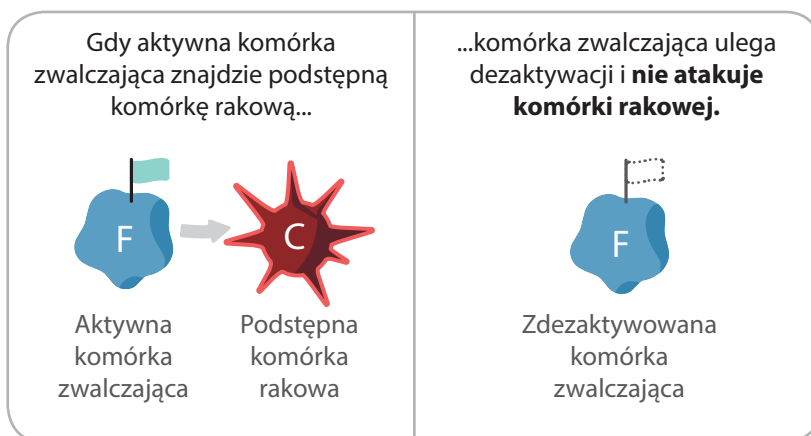 Gdy aktywna komórka
zwalczająca znajdzie podstępną
komórkę rakową...
F
C
Aktywna
komórka
zwalczająca
Podstępna
komórka
rakowa
...komórka zwalczająca ulega
dezaktywacji i nie atakuje
komórki rakowej.
F
Zdezaktywowana
komórka
zwalczająca